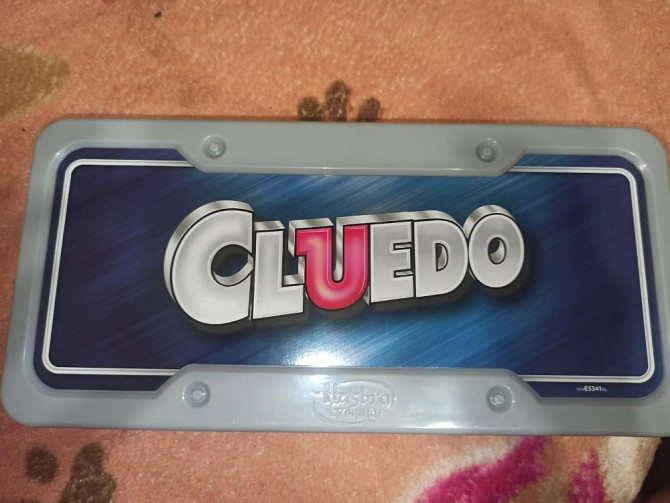 CLUEDO
E5341
Hasbro
Gaming